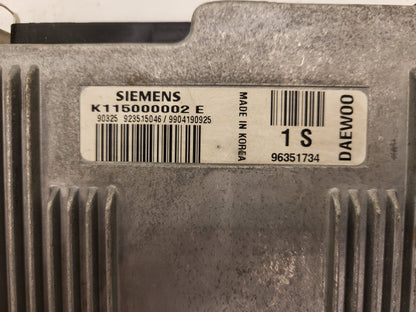 SIEMENS
K115000002 E
90325 923515046 / 9904190925
MADE IN KOREA
1 S
96351734
DAEWOO